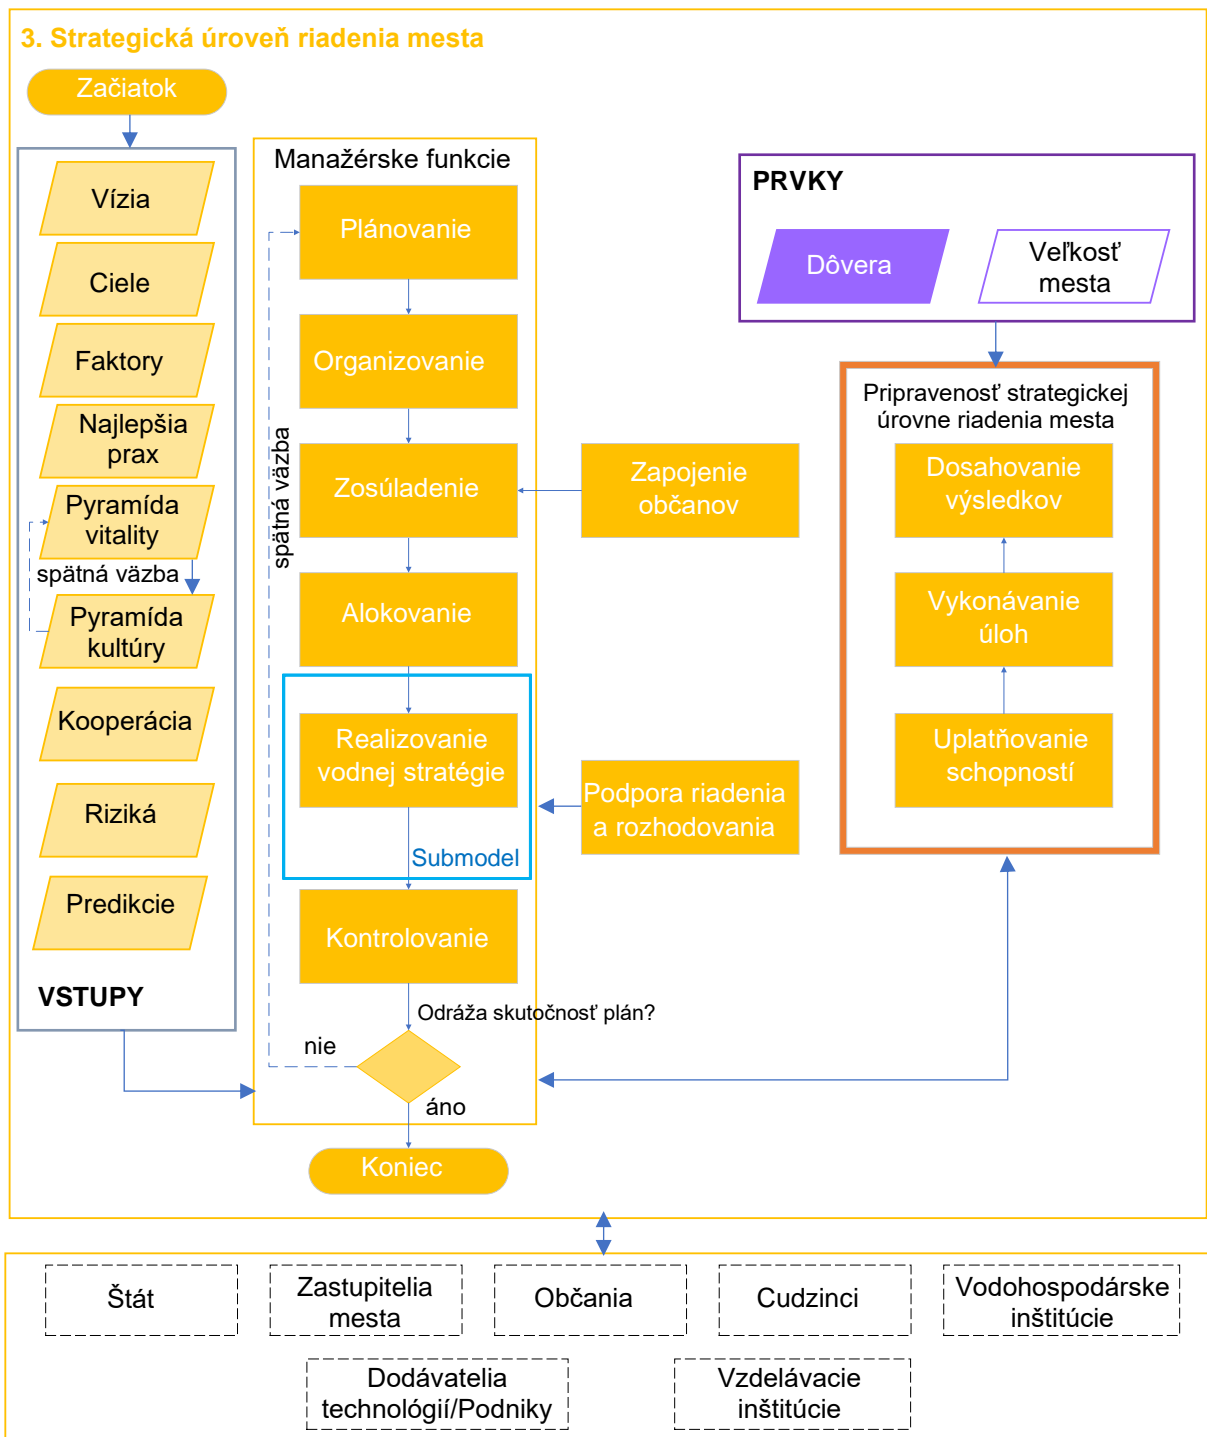 3. Strategická úroveň riadenia mesta
Začiatok
Vízia
Ciele
Faktory
Najlepšia
prax
Pyramída
vitality
spätná väzba
Pyramída
kultúry
Kooperácia
Riziká
Predikcie
VSTUPY
Manažérske funkcie
Plánovanie
Organizovanie
spätná väzba
Zosúladenie
Alokovanie
Realizovanie
vodnej stratégie
Submodel
Kontrolovanie
Odráža skutočnosť plán?
nie
áno
Koniec
Zapojenie
občanov
Podpora riadenia
a rozhodovania
PRVKY
Dôvera
Veľkosť
mesta
Pripravenosť strategickej
úrovne riadenia mesta
Dosahovanie
výsledkov
Vykonávanie
úloh
Uplatňovanie
schopností
Štát
Zastupitelia
mesta
Občania
Cudzinci
Vodohospodárske
inštitúcie
Dodávatelia
technológií/Podniky
Vzdelávacie
inštitúcie